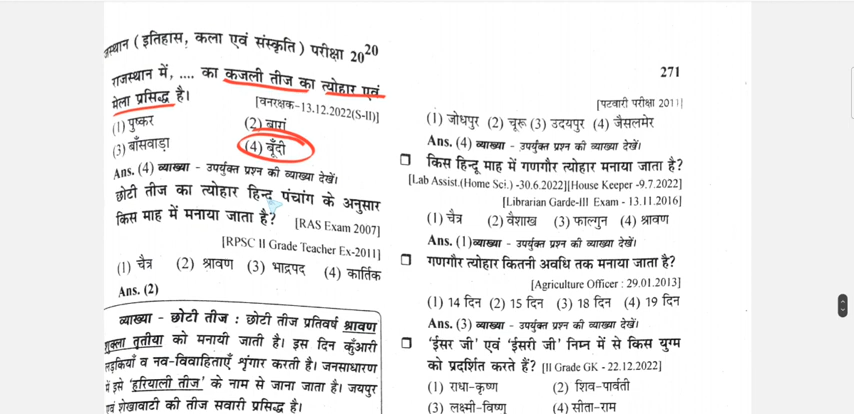 जस्थान (इतिहास, कला एवं संस्कृति) परीक्षा 2020
राजस्थान में, .... का कजली तीज का त्योहार एवं
मेला प्रसिद्ध है।
[वनरक्षक-13.12.2022(S-II)]
(1) पुष्कर (2) बागं
(3) बाँसवाड़ा (4) बूँदी
Ans. (4) व्याख्या - उपर्युक्त प्रश्न की व्याख्या देखें।
छोटी तीज का त्योहार हिन्दू पंचांग के अनुसार
किस माह में मनाया जाता है?
[RAS Exam 2007]
[RPSC II Grade Teacher Ex-2011]
(1) चैत्र (2) श्रावण (3) भाद्रपद (4) कार्तिक
Ans. (2)
व्याख्या - छोटी तीज : छोटी तीज प्रतिवर्ष श्रावण
शुक्ला तृतीया को मनायी जाती है। इस दिन कुँआरी
लड़कियाँ व नव-विवाहिताएँ शृंगार करती है। जनसाधारण
में इसे 'हरियाली तीज' के नाम से जाना जाता है। जयपुर
एवं शेखावाटी की तीज सवारी प्रसिद्ध है।
271
[पटवारी परीक्षा 2011]
(1) जोधपुर (2) चूरू (3) उदयपुर (4) जैसलमेर
Ans. (4) व्याख्या - उपर्युक्त प्रश्न की व्याख्या देखें।
किस हिन्दू माह में गणगौर त्योहार मनाया जाता है?
[Lab Assist.(Home Sci.) -30.6.2022][House Keeper -9.7.2022]
[Librarian Garde-III Exam - 13.11.2016]
(1) चैत्र (2) वैशाख (3) फाल्गुन (4) श्रावण
Ans. (1)व्याख्या - उपर्युक्त प्रश्न की व्याख्या देखें।
गणगौर त्योहार कितनी अवधि तक मनाया जाता है?
[Agriculture Officer : 29.01.2013]
(1) 14 दिन (2) 15 दिन (3) 18 दिन (4) 19 दिन
Ans. (3) व्याख्या - उपर्युक्त प्रश्न की व्याख्या देखें।
'ईसर जी' एवं 'ईसरी जी' निम्न में से किस युग्म
को प्रदर्शित करते हैं? [II Grade GK - 22.12.2022]
(1) राधा-कृष्ण (2) शिव-पार्वती
(3) लक्ष्मी-विष्णु (4) सीता-राम